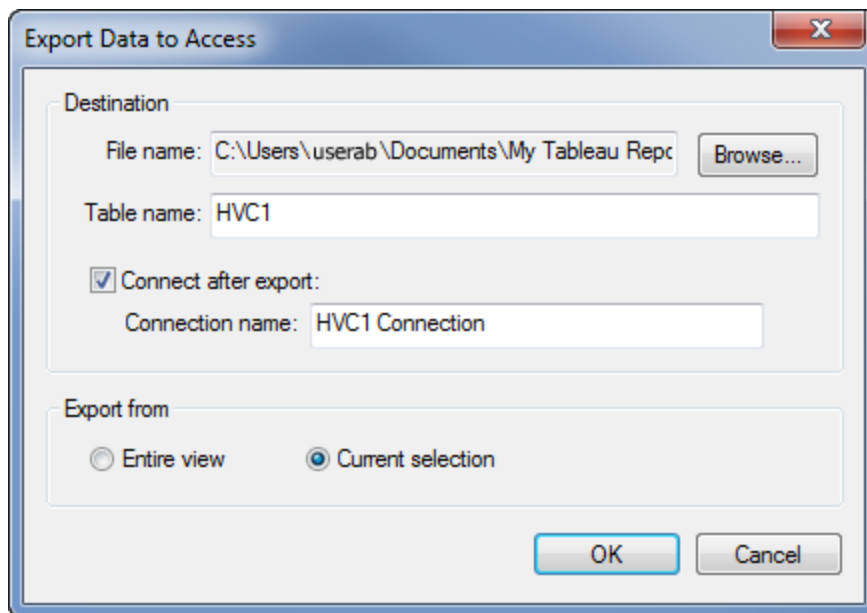 Export Data to Access
Destination
File name: C:\Users\userab\Documents\My Tableau Repo
Browse...
Table name: HVC1
Connect after export:
Connection name: HVC1 Connection
Export from
Entire view Current selection
OK Cancel